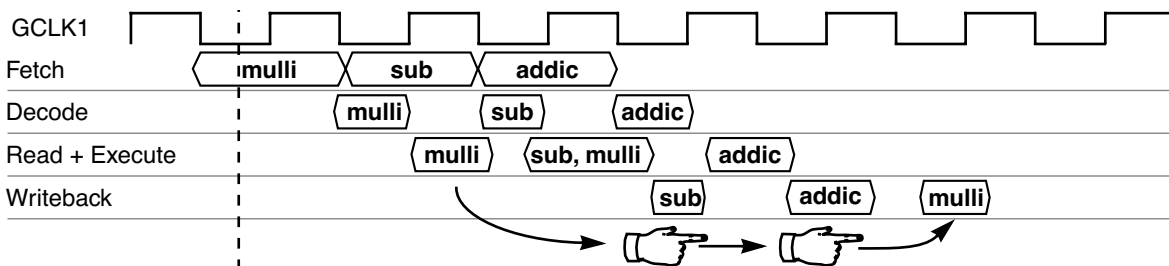 GCLK1
Fetch mulli sub addic
Decode mulli sub addic
Read + Execute mulli sub, mulli addic
Writeback sub addic mulli